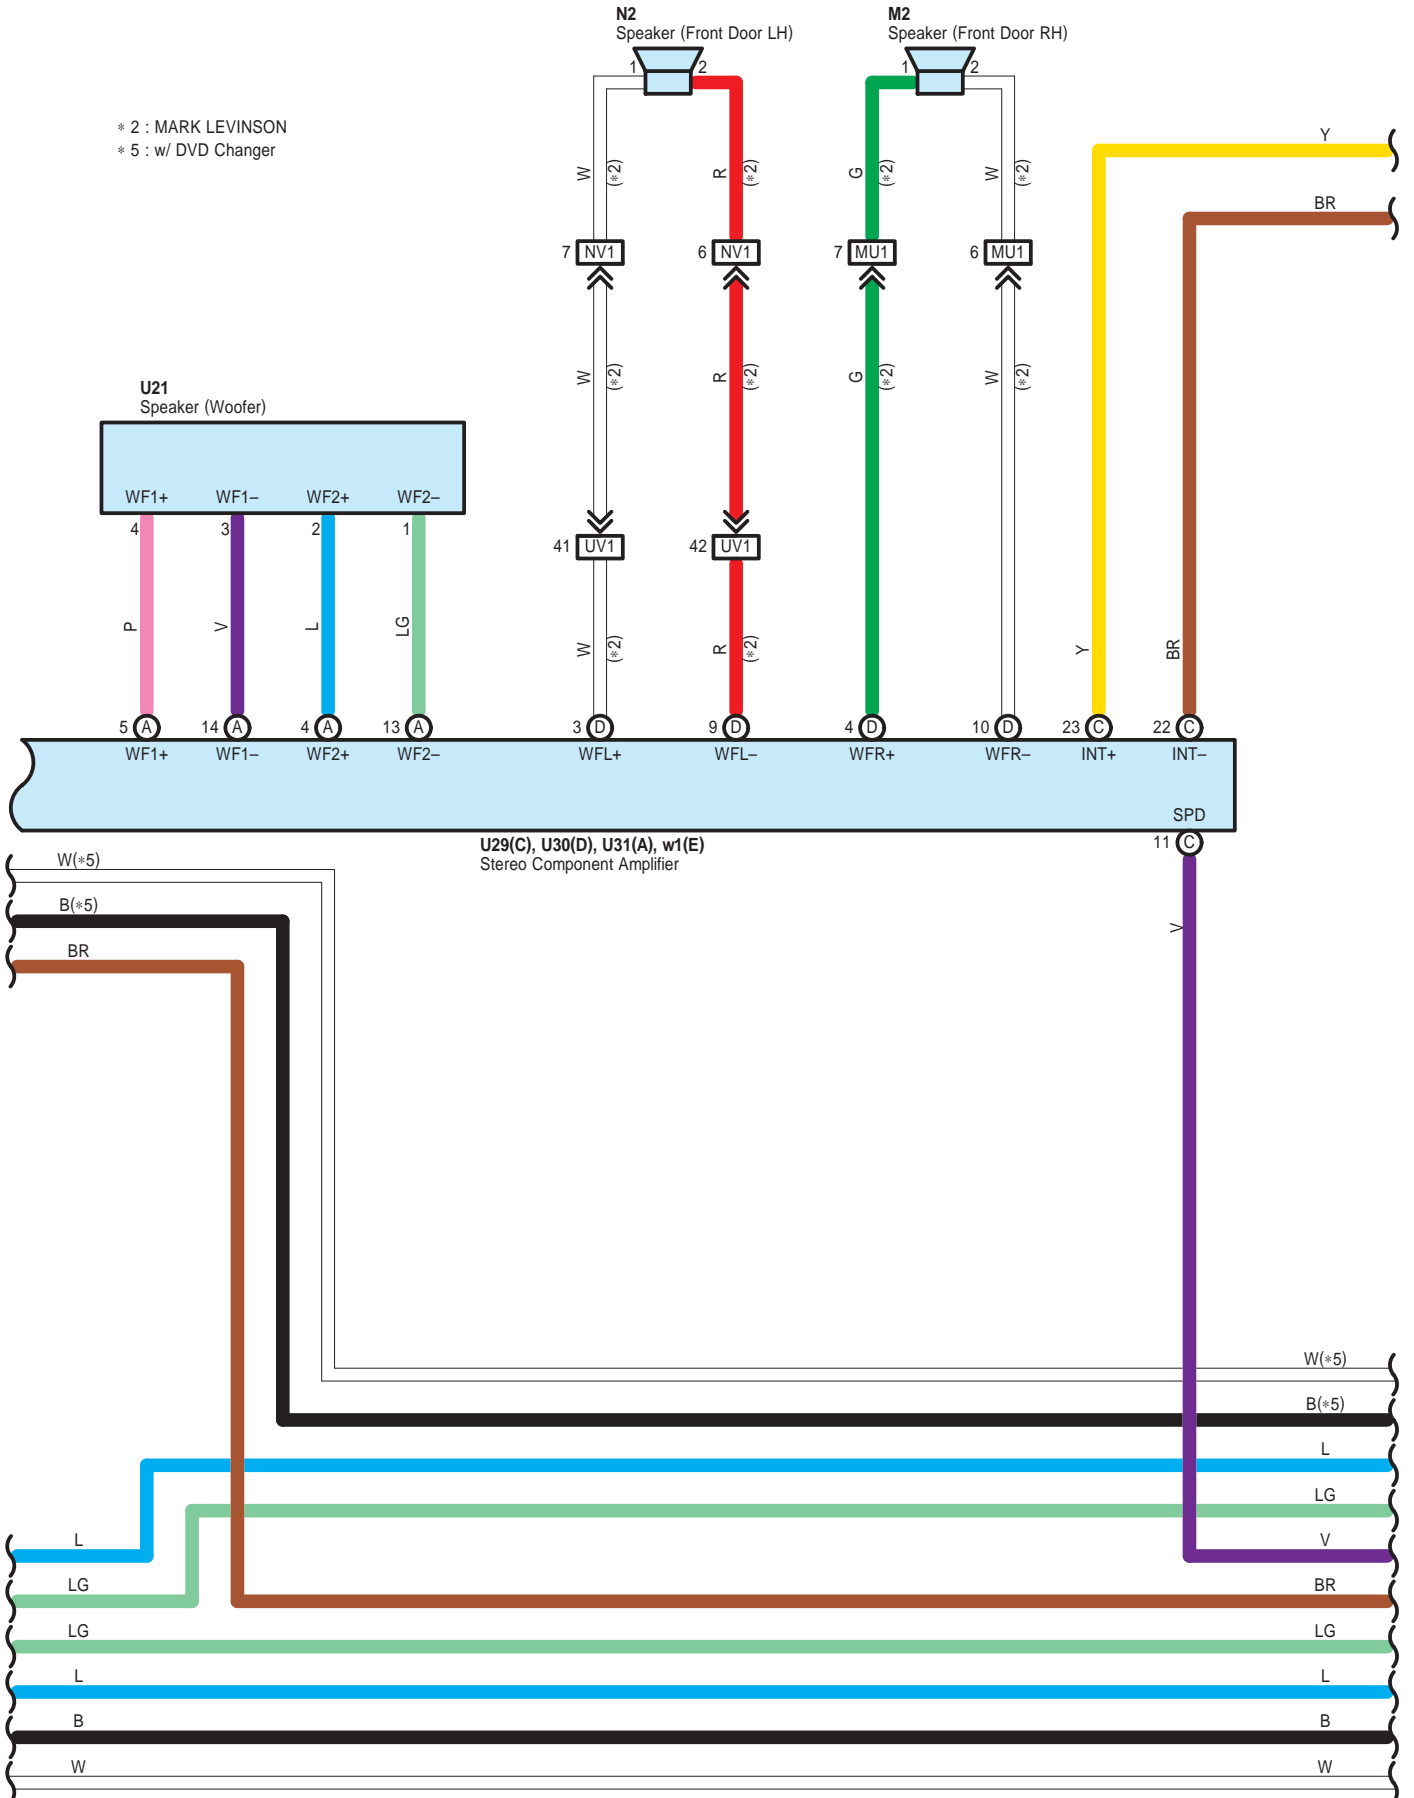 N2
Speaker (Front Door LH)
M2
Speaker (Front Door RH)
1 2 1 2
* 2 : MARK LEVINSON
* 5 : w/ DVD Changer
Y
BR
W (*2) R (*2) G (*2) W (*2)
7 NV1 6 NV1 7 MU1 6 MU1
W (*2) R (*2) G (*2) W (*2)
U21
Speaker (Woofer)
WF1+ WF1– WF2+ WF2–
4 3 2 1
41 UV1 42 UV1
P V L LG W (*2) R (*2) Y BR
5 A 14 A 4 A 13 A 3 D 9 D 4 D 10 D 23 C 22 C
WF1+ WF1– WF2+ WF2– WFL+ WFL– WFR+ WFR– INT+ INT–
SPD
11 C
U29(C), U30(D), U31(A), w1(E)
Stereo Component Amplifier
W(*5)
B(*5)
V
BR
W(*5)
B(*5)
L
LG
L V
LG BR
LG LG
L L
B B
W W